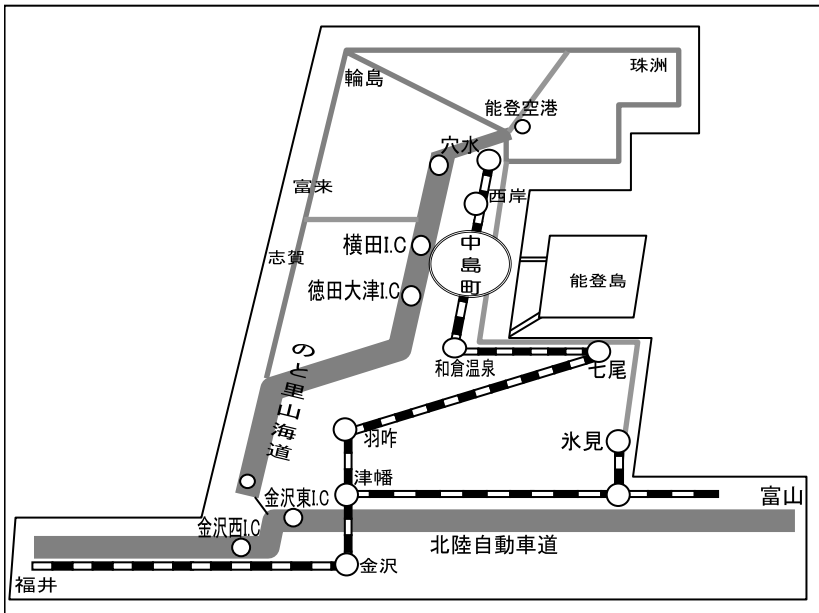 珠洲
輪島
能登空港
穴水
富来
西岸
中島町
横田I.C
志賀
能登島
徳田大津I.C
のと里山海道
和倉温泉
七尾
羽咋
氷見
津幡
金沢東I.C
富山
金沢西I.C
北陸自動車道
金沢
福井